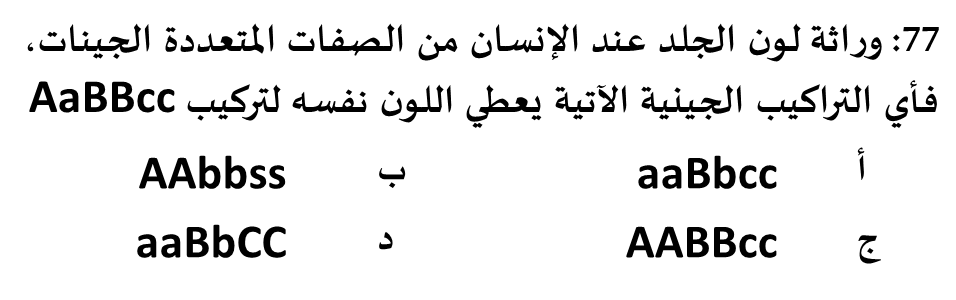 77: وراثة لون الجلد عند الإنسان من الصفات المتعددة الجينات،
فأي التراكيب الجينية الآتية يعطي اللون نفسه لتركيب AaBBcc
أ aaBbcc ب AAbbss
ج AABBcc د aaBbCC